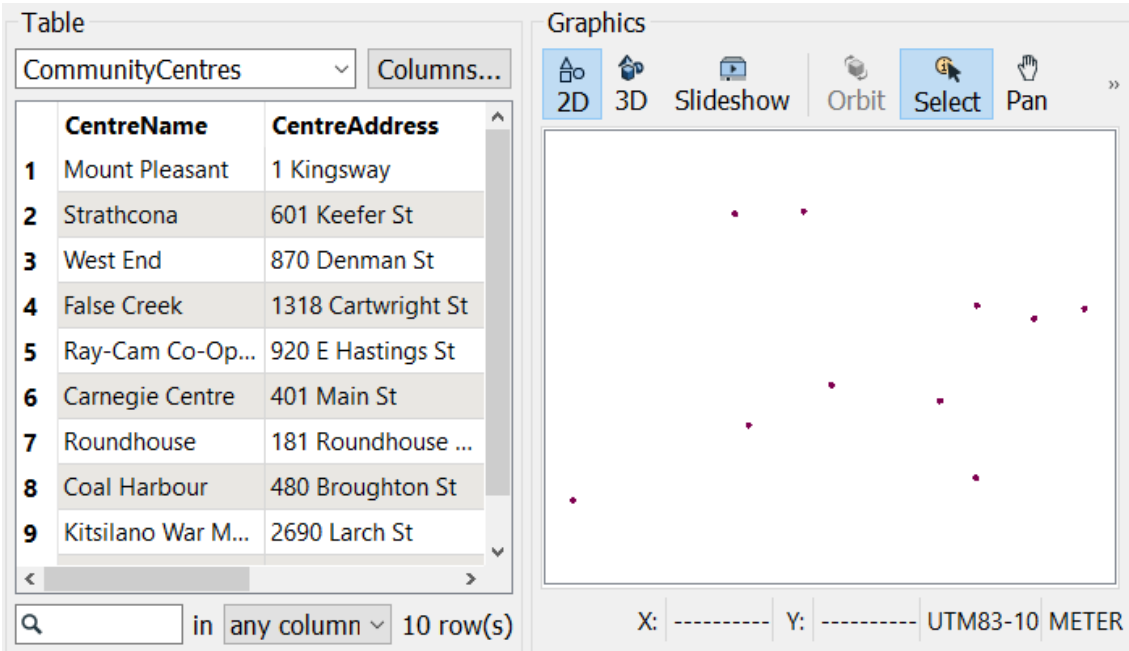 Table
CommunityCentres Columns...
CentreName CentreAddress
1 Mount Pleasant 1 Kingsway
2 Strathcona 601 Keefer St
3 West End 870 Denman St
4 False Creek 1318 Cartwright St
5 Ray-Cam Co-Op... 920 E Hastings St
6 Carnegie Centre 401 Main St
7 Roundhouse 181 Roundhouse ...
8 Coal Harbour 480 Broughton St
9 Kitsilano War M... 2690 Larch St
in any column 10 row(s)
Graphics
2D 3D Slideshow Orbit Select Pan »
X: ---------- Y: ---------- UTM83-10 METER